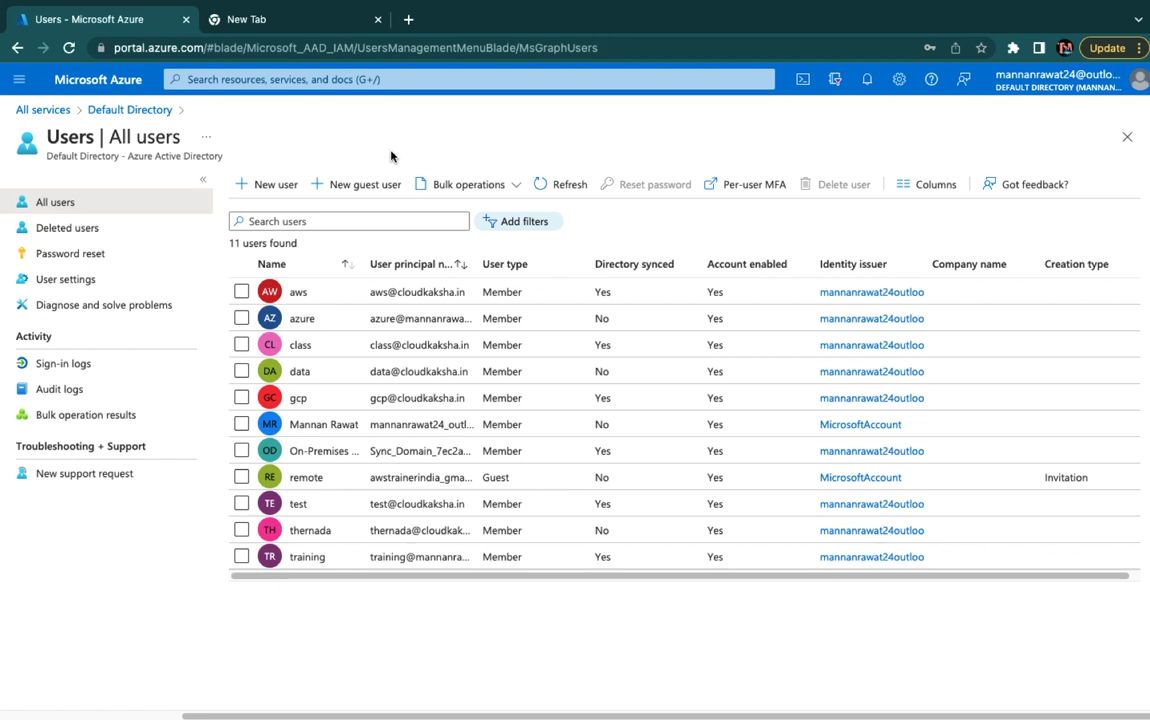 Users - Microsoft Azure
New Tab
portal.azure.com/#blade/Microsoft_AAD_IAM/UsersManagementMenuBlade/MsGraphUsers
Update
Microsoft Azure
Search resources, services, and docs (G+/)
mannanrawat24@outlo...
DEFAULT DIRECTORY (MANNAN...
All services > Default Directory >
Users | All users ...
Default Directory - Azure Active Directory
«
All users
Deleted users
Password reset
User settings
Diagnose and solve problems
Activity
Sign-in logs
Audit logs
Bulk operation results
Troubleshooting + Support
New support request
New user New guest user Bulk operations Refresh Reset password Per-user MFA Delete user Columns Got feedback?
Search users Add filters
11 users found
Name User principal n... User type Directory synced Account enabled Identity issuer Company name Creation type
AW aws aws@cloudkaksha.in Member Yes Yes mannanrawat24outloo
AZ azure azure@mannanrawa... Member No Yes mannanrawat24outloo
CL class class@cloudkaksha.in Member Yes Yes mannanrawat24outloo
DA data data@cloudkaksha.in Member No Yes mannanrawat24outloo
GC gcp gcp@cloudkaksha.in Member Yes Yes mannanrawat24outloo
MR Mannan Rawat mannanrawat24_outl... Member No Yes MicrosoftAccount
OD On-Premises ... Sync_Domain_7ec2a... Member Yes Yes mannanrawat24outloo
RE remote awstrainerindia_gma... Guest No Yes MicrosoftAccount Invitation
TE test test@cloudkaksha.in Member Yes Yes mannanrawat24outloo
TH thernada thernada@cloudkak... Member No Yes mannanrawat24outloo
TR training training@mannanra... Member Yes Yes mannanrawat24outloo